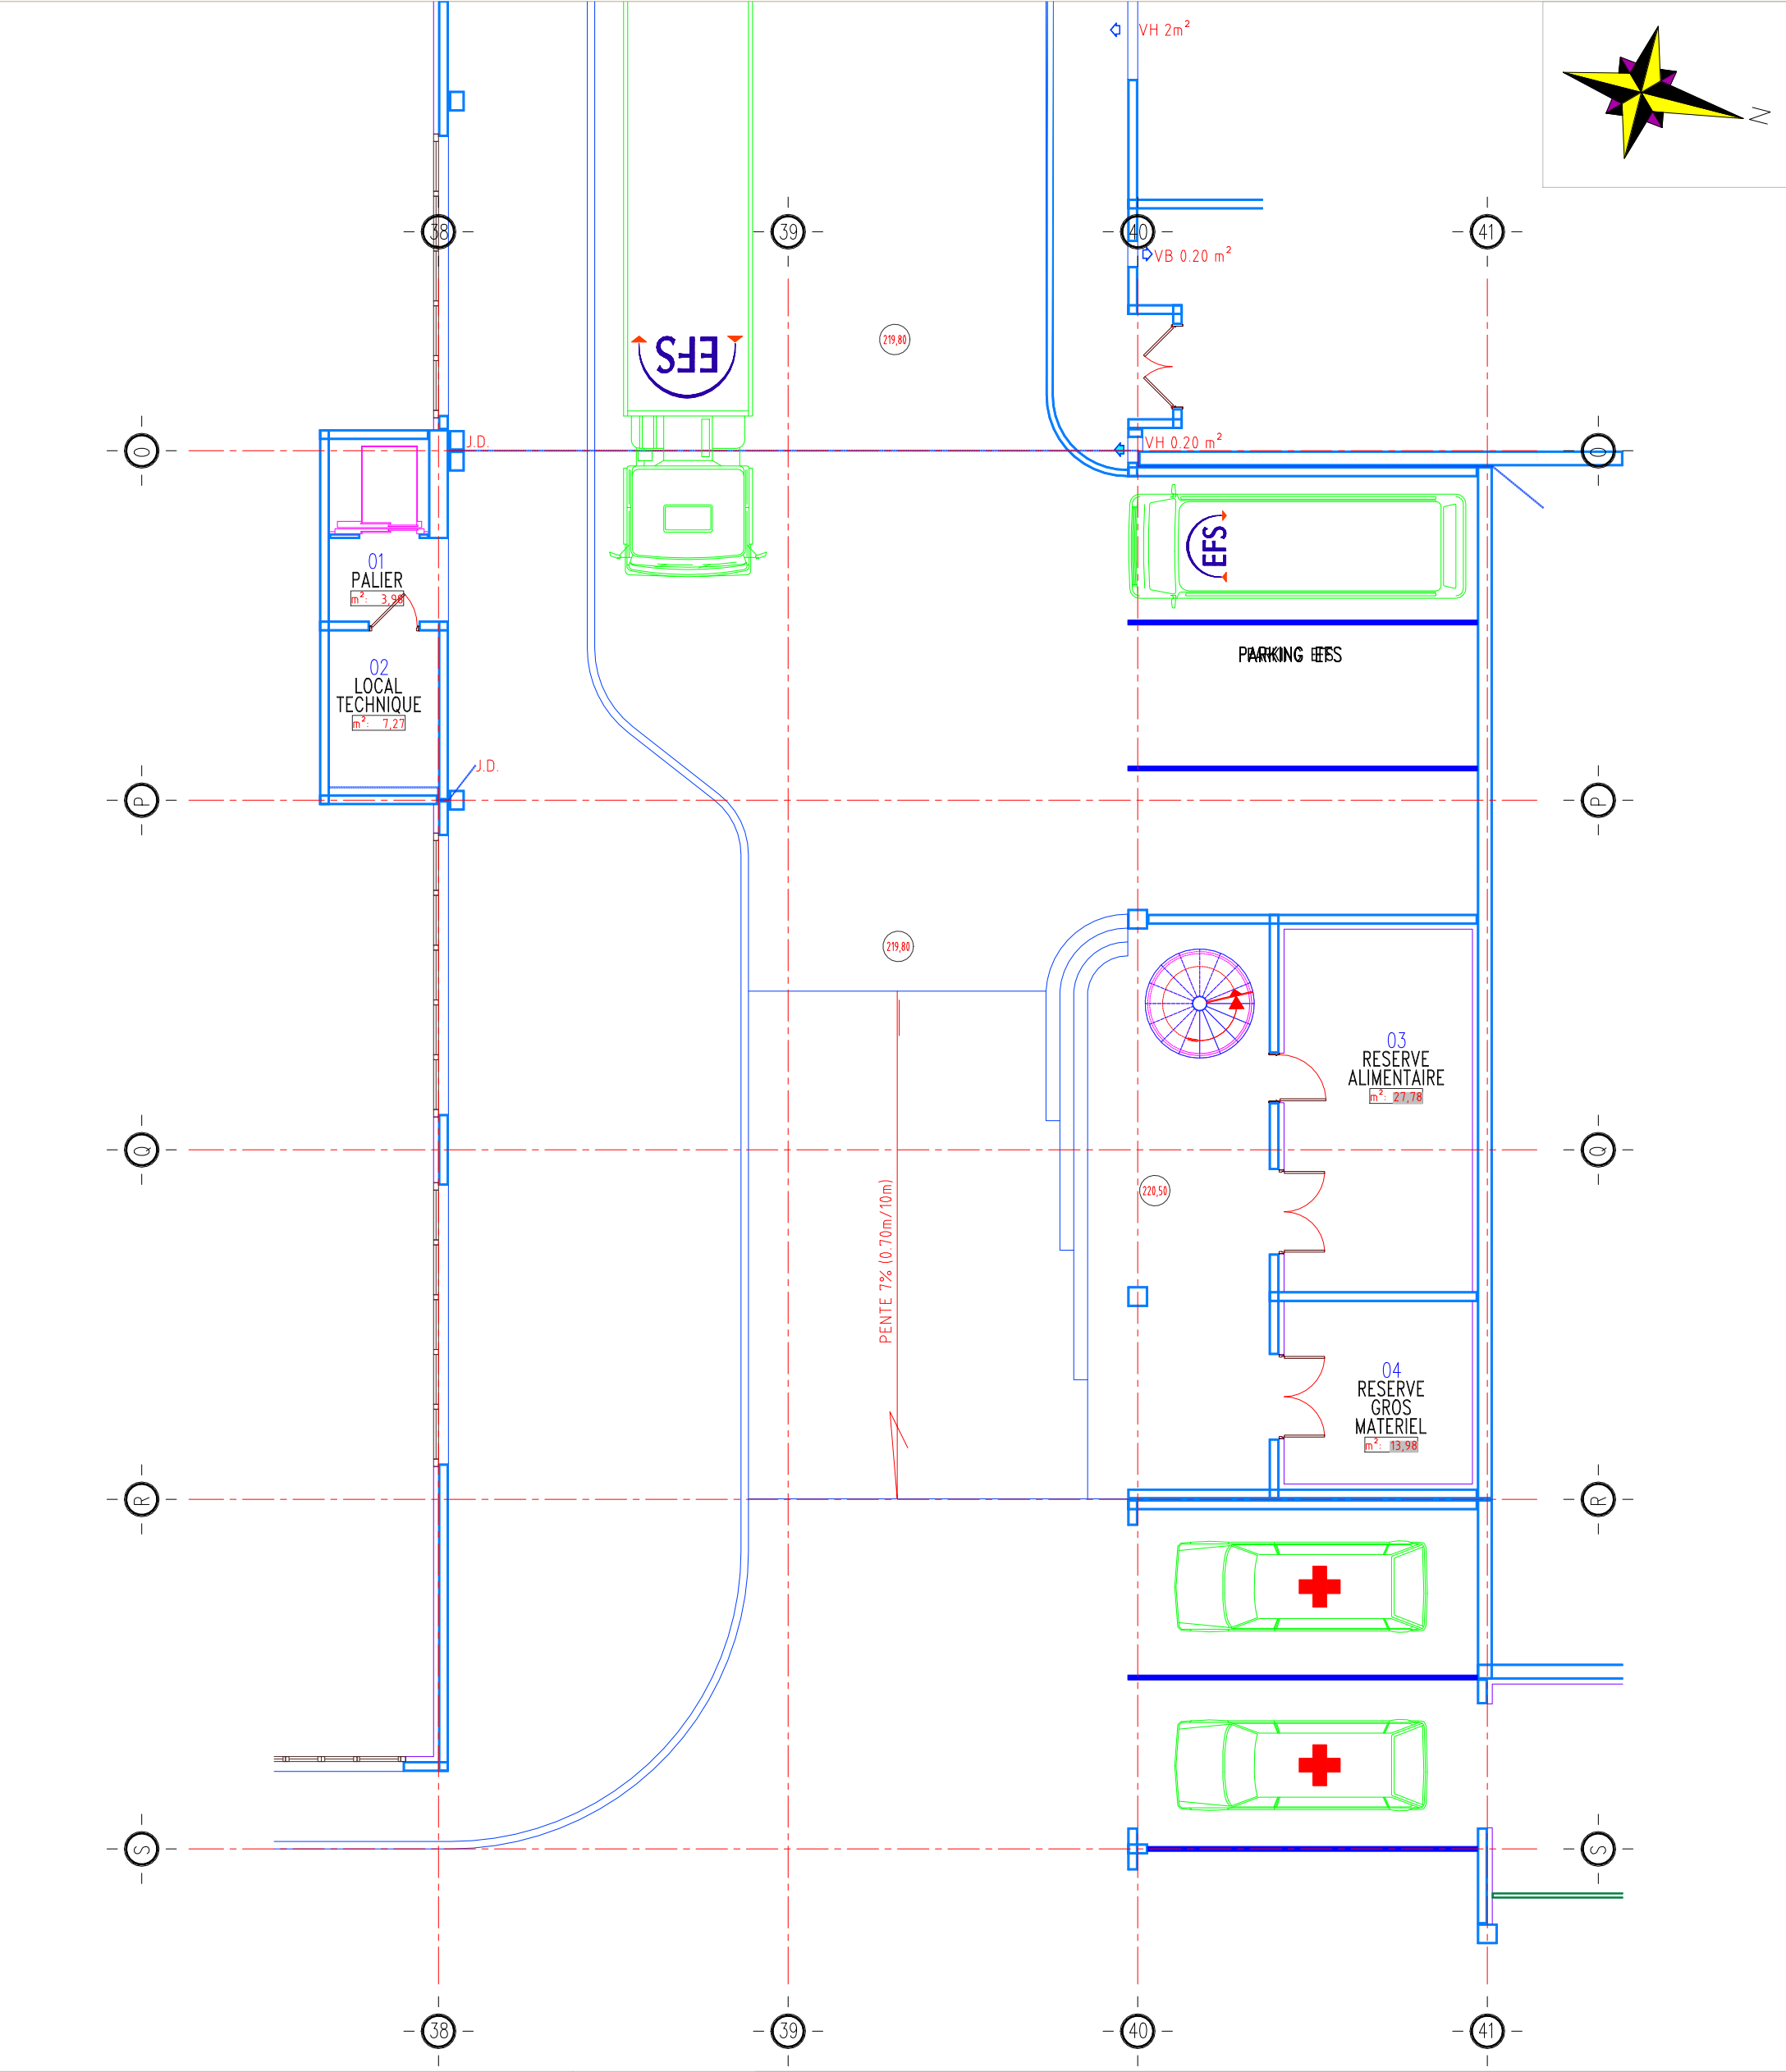 VH 2m²
N
38
39
40
41
VB 0.20 m²
219,80
EFS
J.D.
VH 0.20 m²
O
O
EFS
01
PALIER
m²: 3,98
PARKING EFS
02
LOCAL
TECHNIQUE
m²: 7,27
J.D.
P
P
219,80
03
RESERVE
ALIMENTAIRE
m²: 27,78
Q
Q
220,50
PENTE 7% (0.70m/10m)
04
RESERVE
GROS
MATERIEL
m²: 13,98
R
R
S
S
38
39
40
41